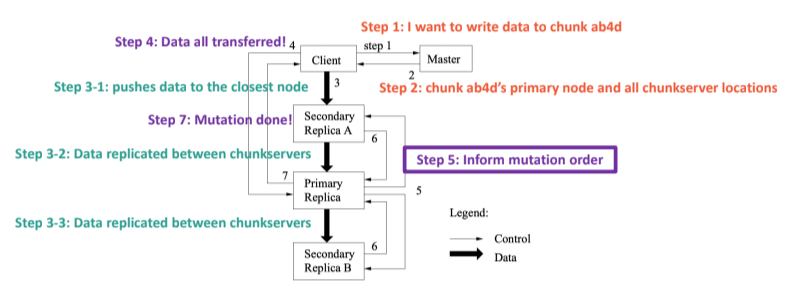 Step 1: I want to write data to chunk ab4d
Step 4: Data all transferred!
4
step 1
Client
Master
2
3
Step 3-1: pushes data to the closest node
Step 2: chunk ab4d's primary node and all chunkserver locations
Step 7: Mutation done!
Secondary
Replica A
6
Step 3-2: Data replicated between chunkservers
Step 5: Inform mutation order
7
Primary
Replica
5
Legend:
Step 3-3: Data replicated between chunkservers
Control
6
Secondary
Replica B
Data